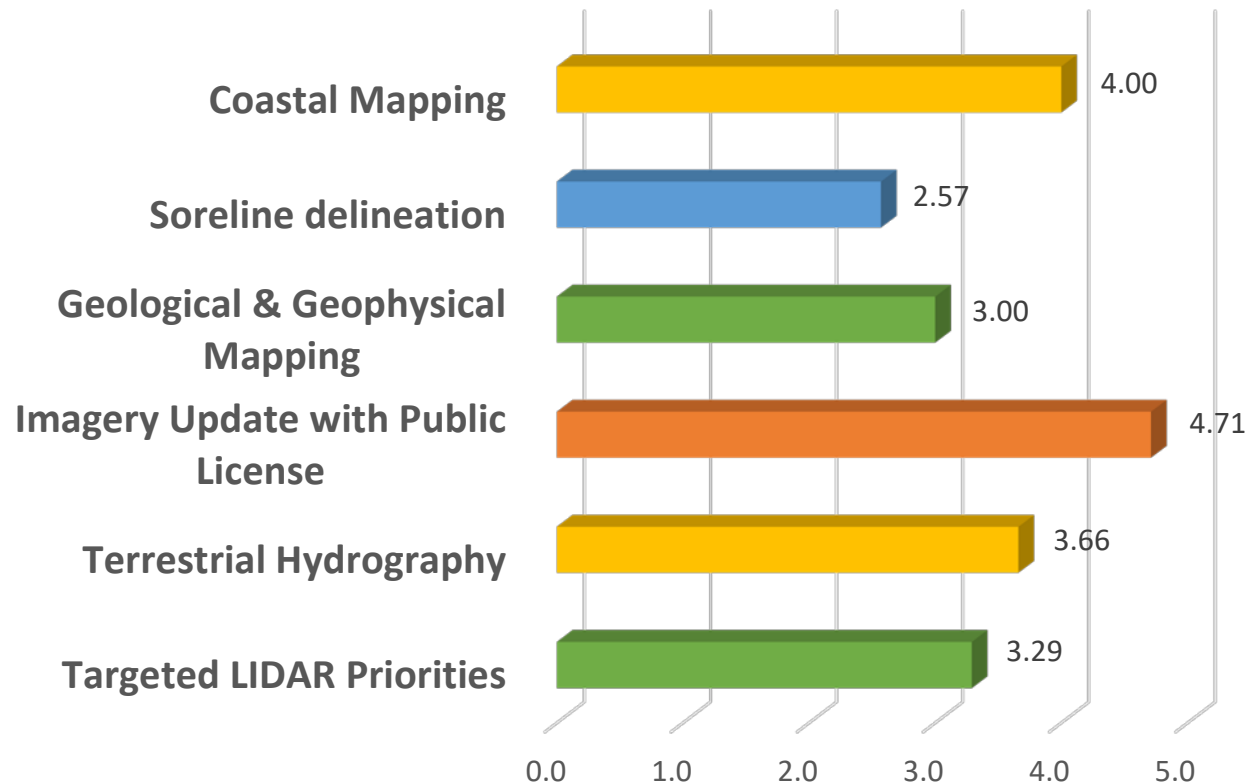 Coastal Mapping
4.00
Soreline delineation
2.57
Geological & Geophysical
Mapping
3.00
Imagery Update with Public
License
4.71
Terrestrial Hydrography
3.66
Targeted LIDAR Priorities
3.29
0.0 1.0 2.0 3.0 4.0 5.0